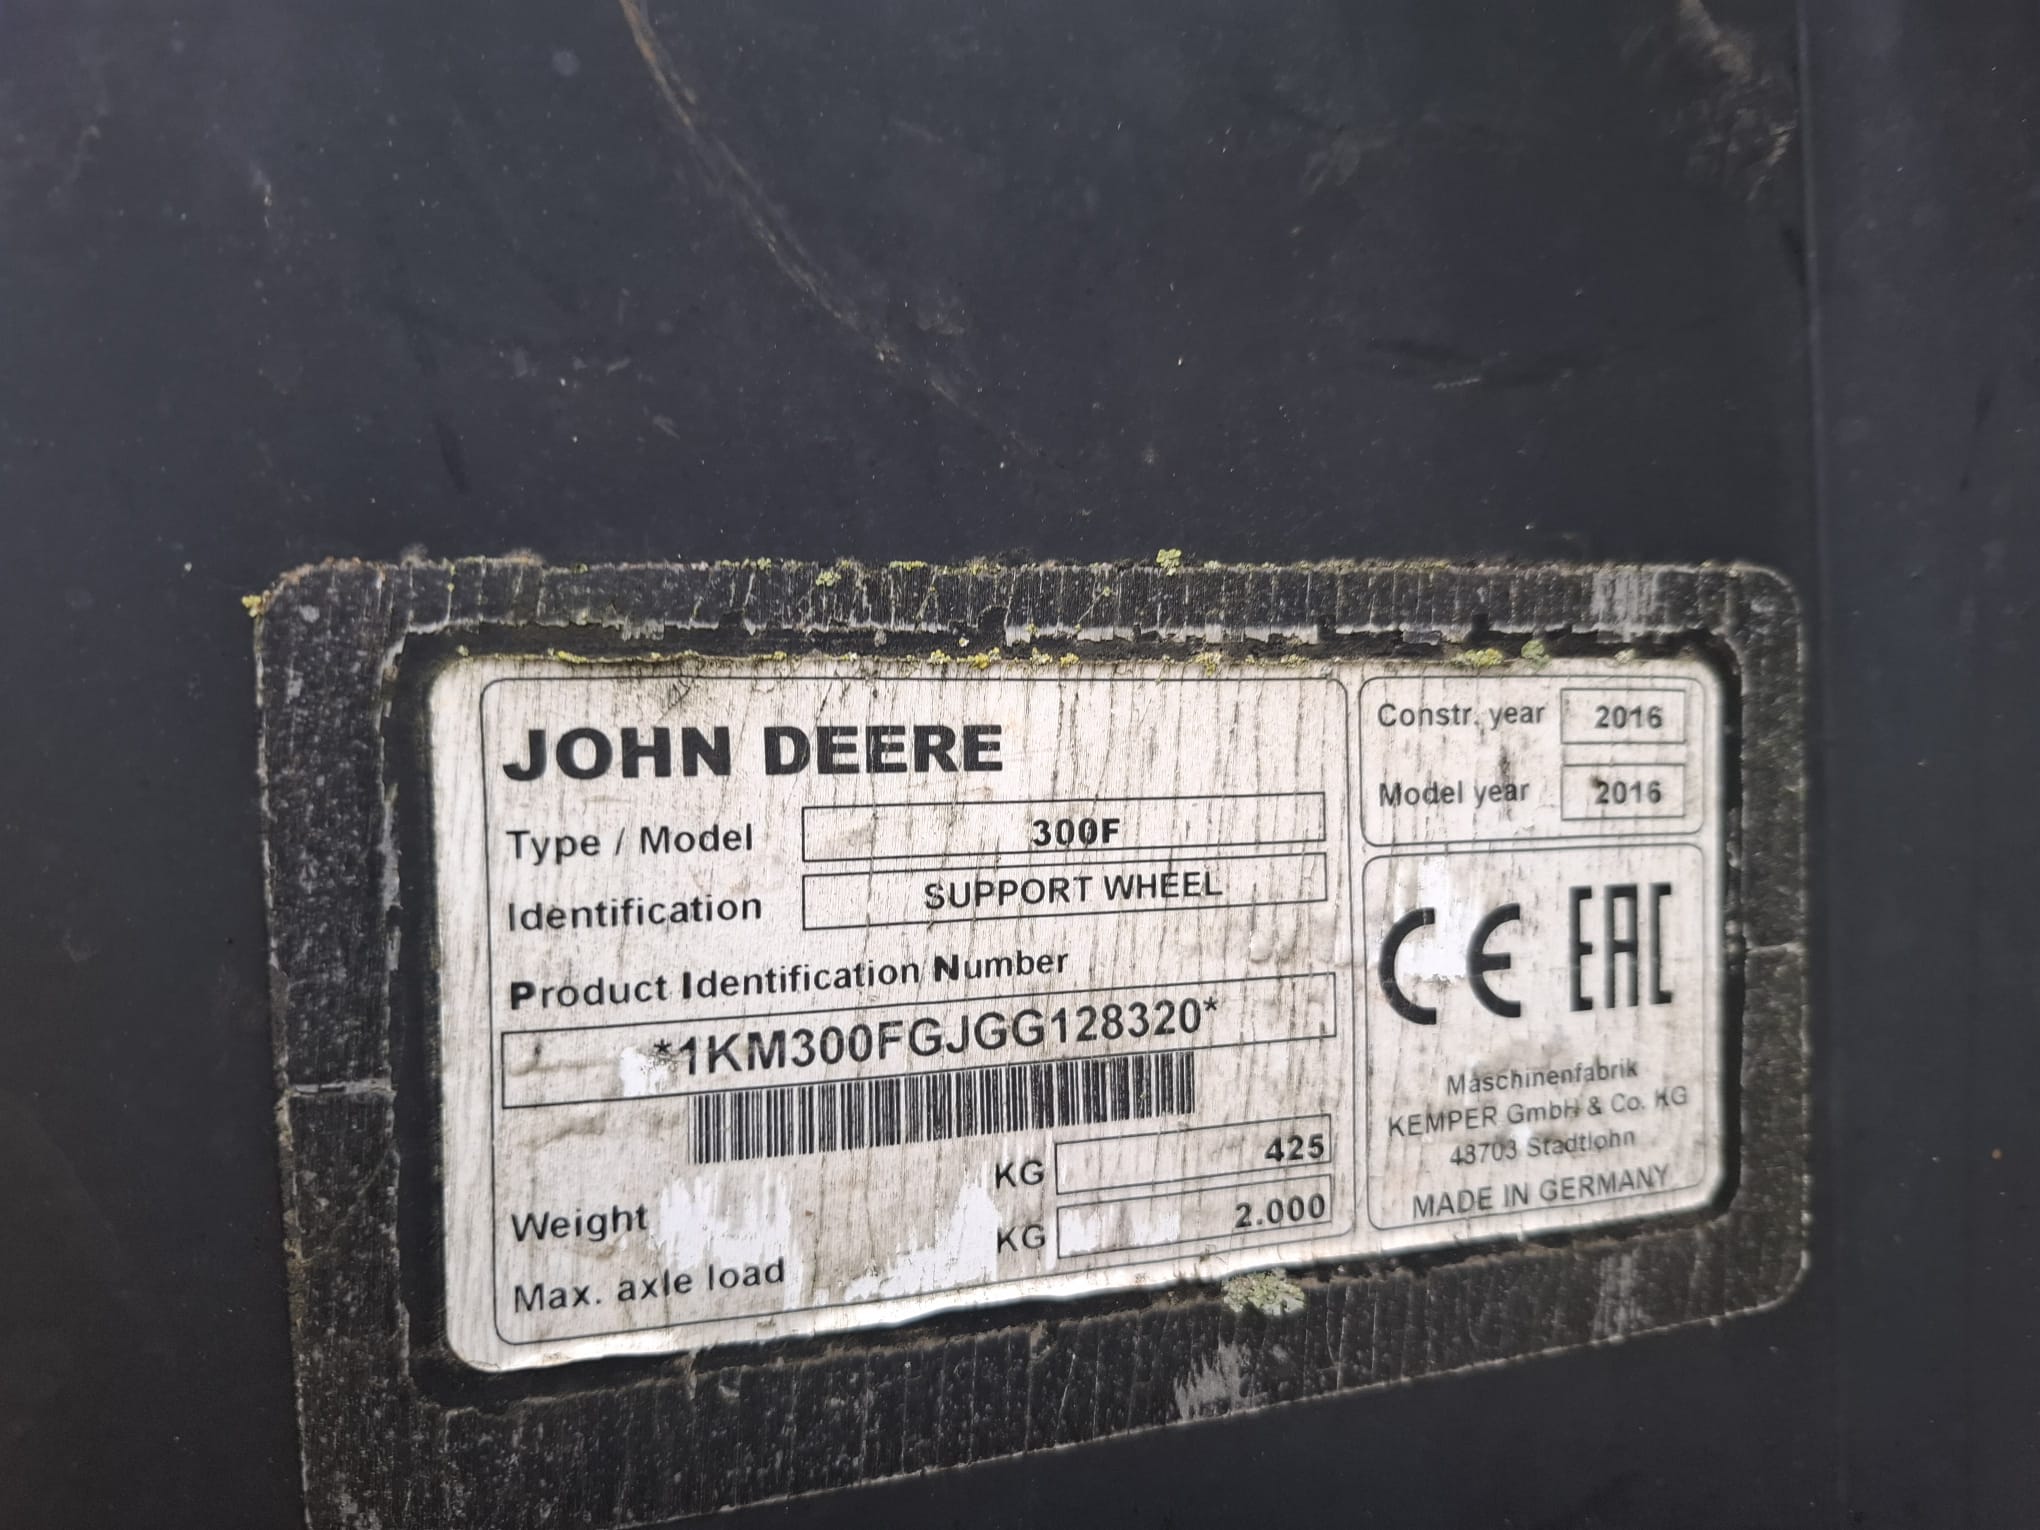 JOHN DEERE
Type / Model 300F
Identification SUPPORT WHEEL
Product Identification Number
*1KM300FGJGG128320*
Weight KG 425
Max. axle load KG 2.000
Constr. year 2016
Model year 2016
CE EAC
Maschinenfabrik
KEMPER GmbH & Co. KG
48703 Stadtlohn
MADE IN GERMANY